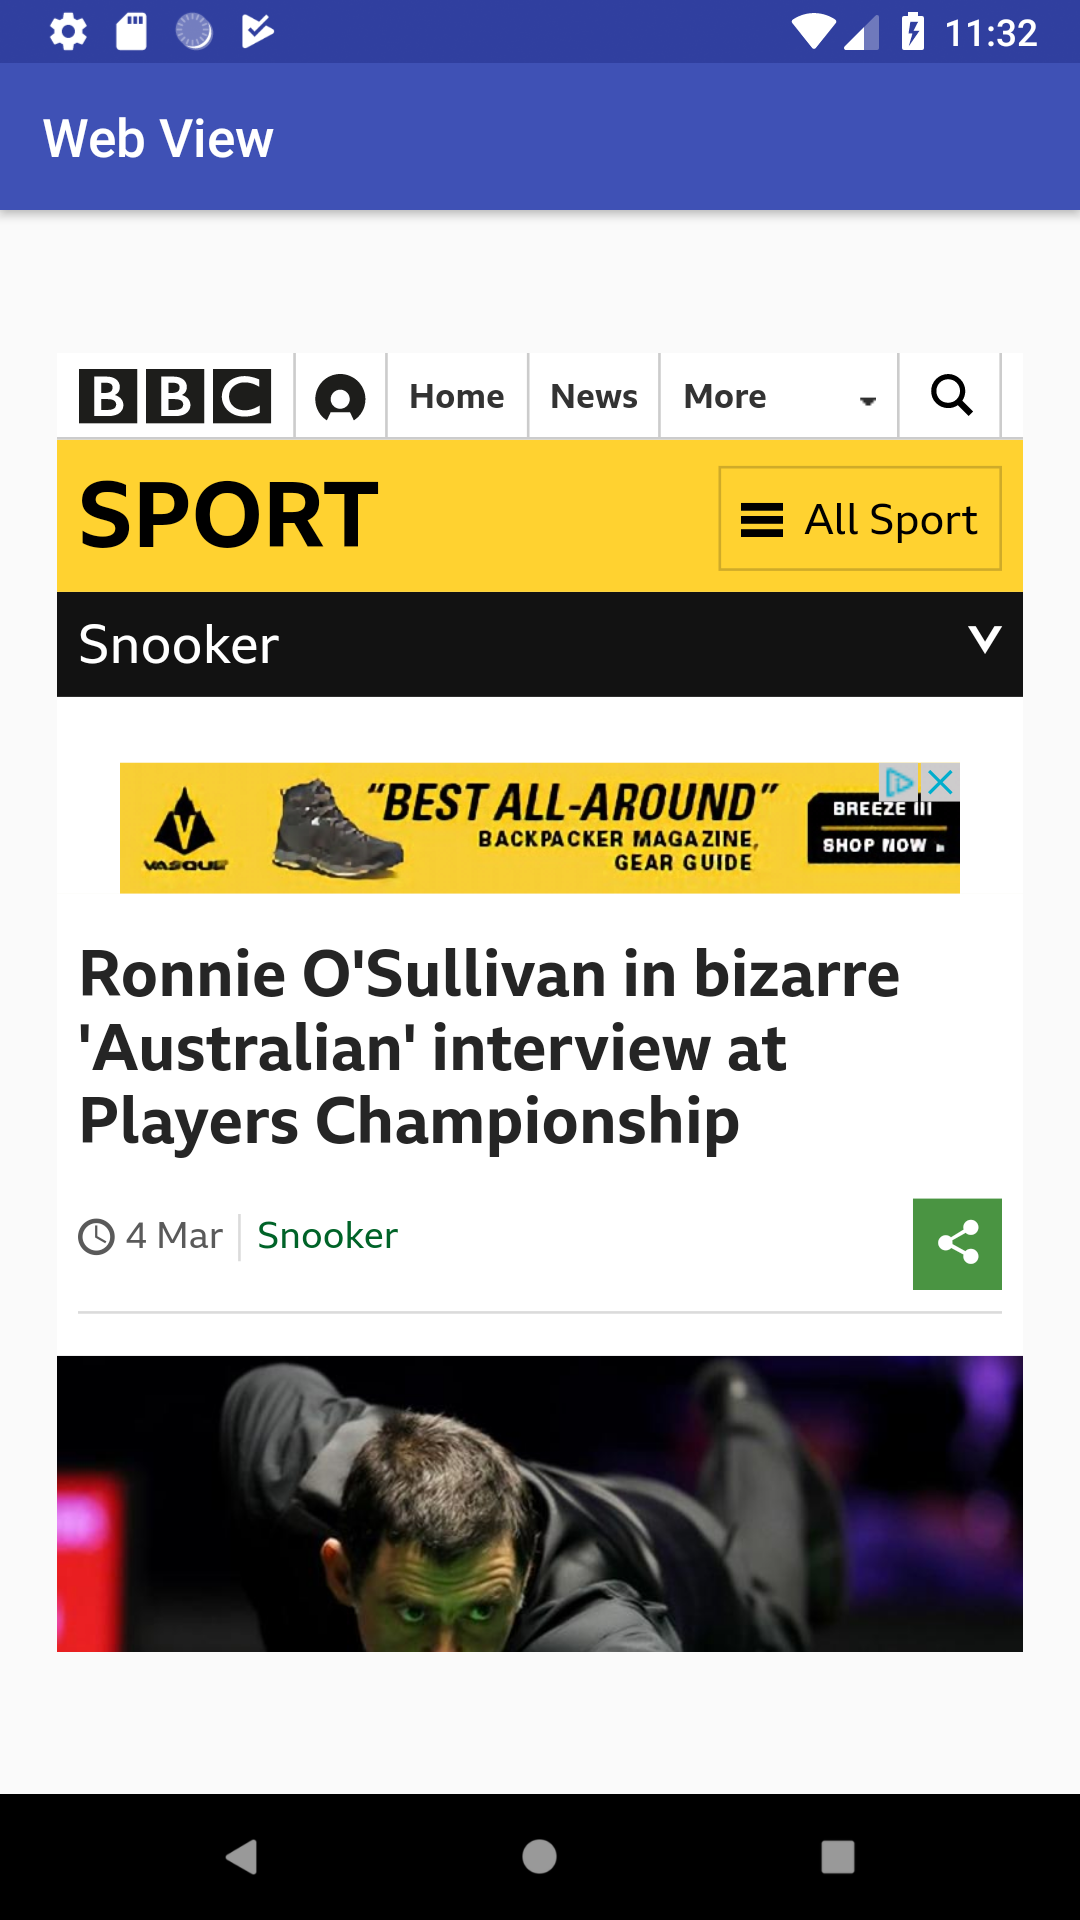 11:32
Web View
BBC Home News More
SPORT
All Sport
Snooker
VASQUE
“BEST ALL-AROUND”
BACKPACKER MAGAZINE,
GEAR GUIDE
BREEZE III
SHOP NOW »
Ronnie O'Sullivan in bizarre
'Australian' interview at
Players Championship
4 Mar Snooker